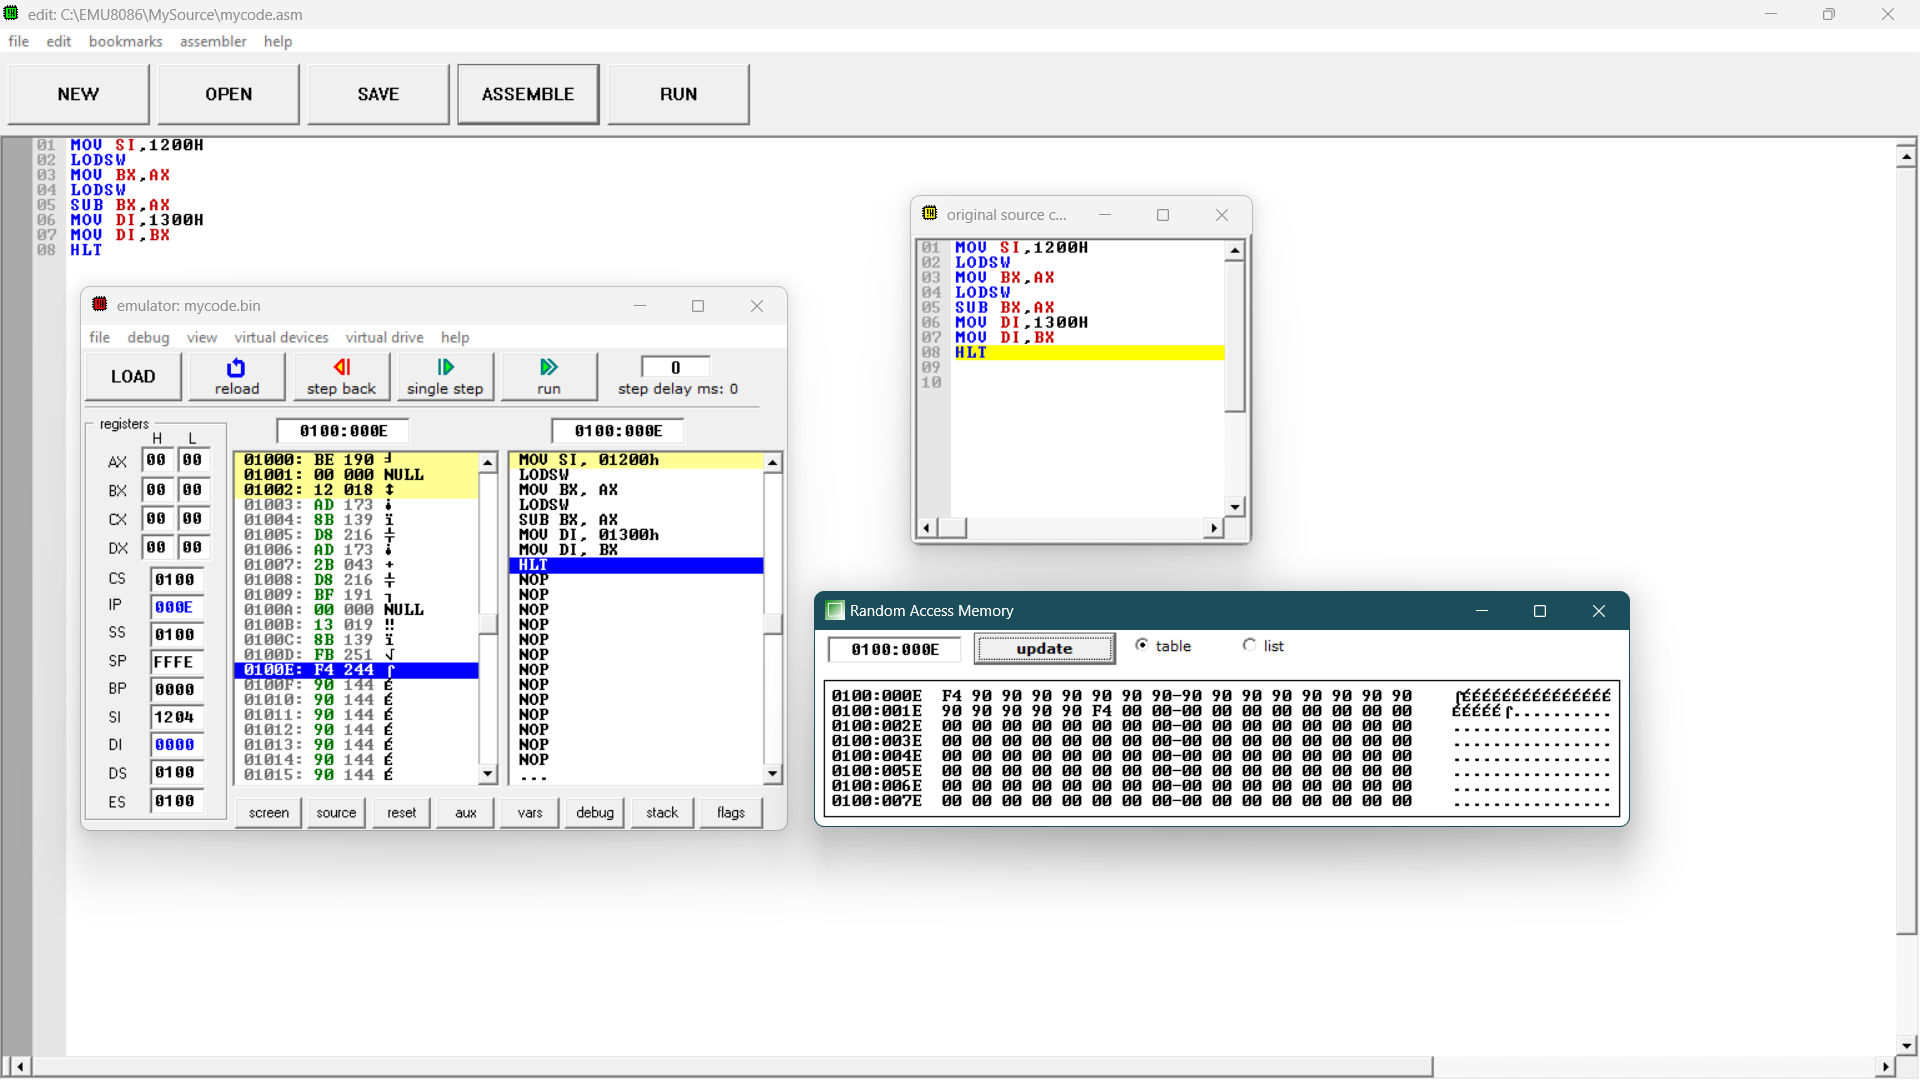 edit: C:\EMU8086\MySource\mycode.asm
file edit bookmarks assembler help
NEW OPEN SAVE ASSEMBLE RUN
01 MOV SI,1200H
02 LODSW
03 MOV BX,AX
04 LODSW
05 SUB BX,AX
06 MOV DI,1300H
07 MOV DI,BX
08 HLT
original source c...
01 MOV SI,1200H
02 LODSW
03 MOV BX,AX
04 LODSW
05 SUB BX,AX
06 MOV DI,1300H
07 MOV DI,BX
08 HLT
09
10
emulator: mycode.bin
file debug view virtual devices virtual drive help
LOAD reload step back single step run 0
step delay ms: 0
registers
H L
AX 00 00
BX 00 00
CX 00 00
DX 00 00
CS 0100
IP 000E
SS 0100
SP FFFE
BP 0000
SI 1204
DI 0000
DS 0100
ES 0100
0100:000E
01000: BE 190 ╛
01001: 00 000 NULL
01002: 12 018 ↕
01003: AD 173 ¡
01004: 8B 139 ï
01005: D8 216 ╪
01006: AD 173 ¡
01007: 2B 043 +
01008: D8 216 ╪
01009: BF 191 ┐
0100A: 00 000 NULL
0100B: 13 019 ‼
0100C: 8B 139 ï
0100D: FB 251 √
0100E: F4 244 ⌠
0100F: 90 144 É
01010: 90 144 É
01011: 90 144 É
01012: 90 144 É
01013: 90 144 É
01014: 90 144 É
01015: 90 144 É
0100:000E
MOV SI, 01200h
LODSW
MOV BX, AX
LODSW
SUB BX, AX
MOV DI, 01300h
MOV DI, BX
HLT
NOP
NOP
NOP
NOP
NOP
NOP
NOP
NOP
NOP
NOP
NOP
NOP
NOP
...
screen source reset aux vars debug stack flags
Random Access Memory
0100:000E update table list
0100:000E F4 90 90 90 90 90 90 90-90 90 90 90 90 90 90 90 ⌠ÉÉÉÉÉÉÉÉÉÉÉÉÉÉÉ
0100:001E 90 90 90 90 90 F4 00 00-00 00 00 00 00 00 00 00 ÉÉÉÉÉ⌠..........
0100:002E 00 00 00 00 00 00 00 00-00 00 00 00 00 00 00 00 ................
0100:003E 00 00 00 00 00 00 00 00-00 00 00 00 00 00 00 00 ................
0100:004E 00 00 00 00 00 00 00 00-00 00 00 00 00 00 00 00 ................
0100:005E 00 00 00 00 00 00 00 00-00 00 00 00 00 00 00 00 ................
0100:006E 00 00 00 00 00 00 00 00-00 00 00 00 00 00 00 00 ................
0100:007E 00 00 00 00 00 00 00 00-00 00 00 00 00 00 00 00 ................